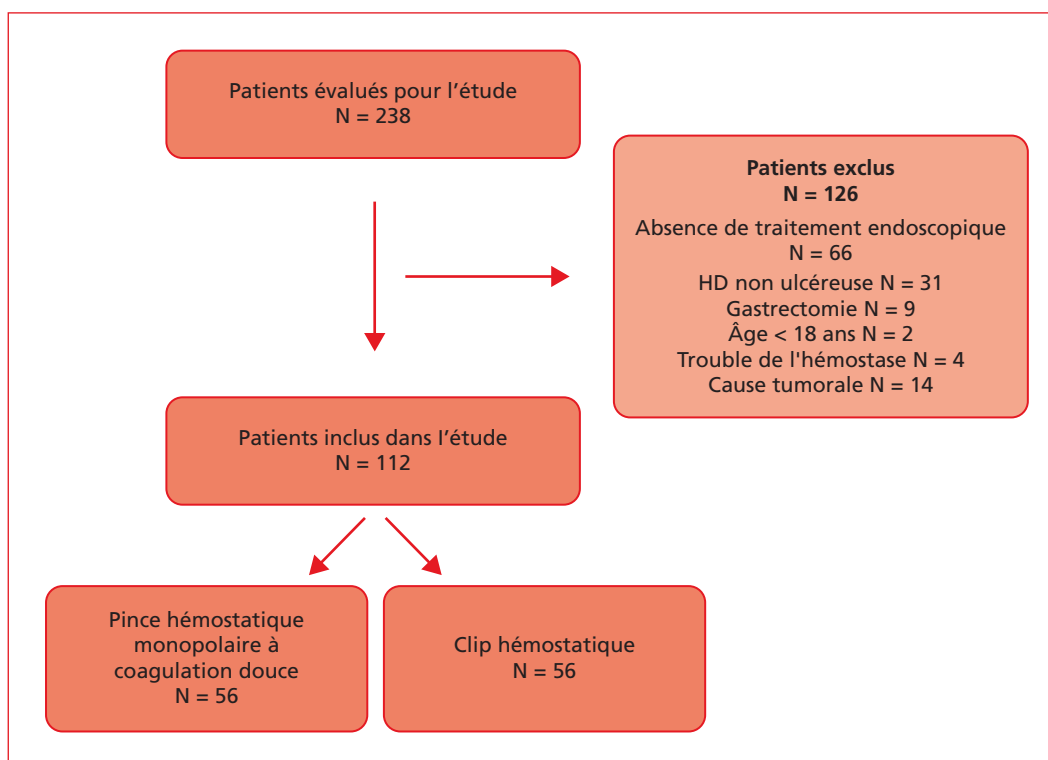 Patients évalués pour l'étude
N = 238
Patients exclus
N = 126
Absence de traitement endoscopique
N = 66
HD non ulcéreuse N = 31
Gastrectomie N = 9
Âge < 18 ans N = 2
Trouble de l'hémostase N = 4
Cause tumorale N = 14
Patients inclus dans l'étude
N = 112
Pince hémostatique
monopolaire à
coagulation douce
N = 56
Clip hémostatique
N = 56